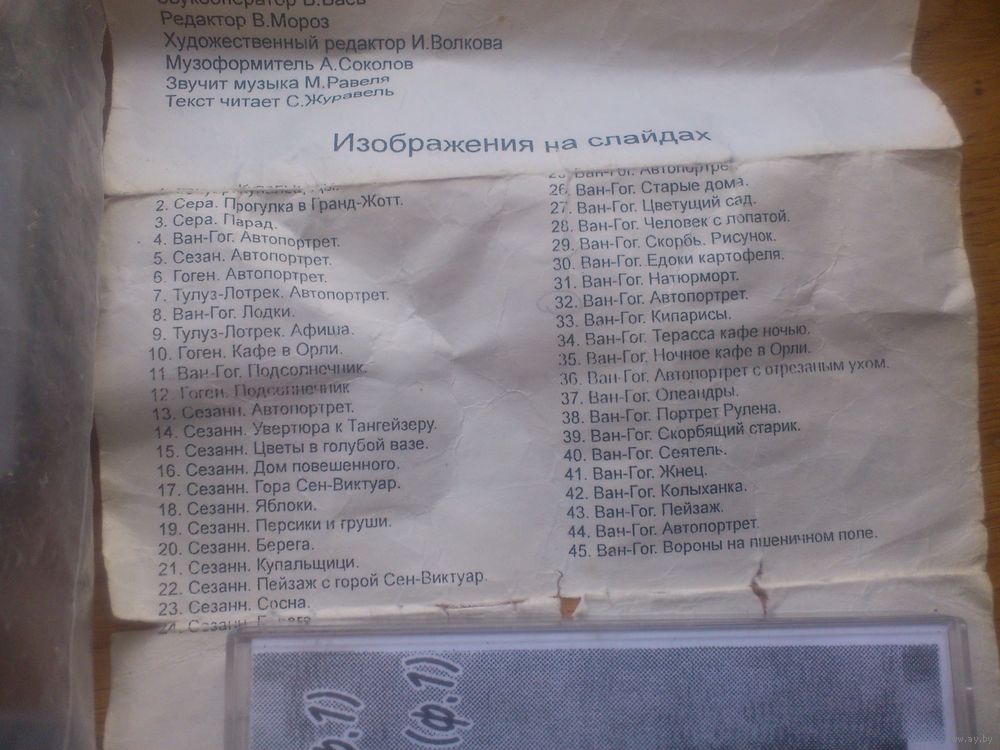 Звукооператор В.Баев
Редактор В.Мороз
Художественный редактор И.Волкова
Музоформитель А.Соколов
Звучит музыка М.Равеля
Текст читает С.Журавель
Изображения на слайдах
2. Сера. Прогулка в Гранд-Жотт.
3. Сера. Парад.
4. Ван-Гог. Автопортрет.
5. Сезан. Автопортрет.
6. Гоген. Автопортрет.
7. Тулуз-Лотрек. Автопортрет.
8. Ван-Гог. Лодки.
9. Тулуз-Лотрек. Афиша.
10. Гоген. Кафе в Орли.
11. Ван-Гог. Подсолнечник.
12. Гоген. Подсолнечник
13. Сезанн. Автопортрет.
14. Сезанн. Увертюра к Тангейзеру.
15. Сезанн. Цветы в голубой вазе.
16. Сезанн. Дом повешенного.
17. Сезанн. Гора Сен-Виктуар.
18. Сезанн. Яблоки.
19. Сезанн. Персики и груши.
20. Сезанн. Берега.
21. Сезанн. Купальщици.
22. Сезанн. Пейзаж с горой Сен-Виктуар.
23. Сезанн. Сосна.
24. Сезанн.
25 Ван-Гог. Автопортре
26. Ван-Гог. Старые дома.
27. Ван-Гог. Цветущий сад.
28. Ван-Гог. Человек с лопатой.
29. Ван-Гог. Скорбь. Рисунок.
30. Ван-Гог. Едоки картофеля.
31. Ван-Гог. Натюрморт.
32. Ван-Гог. Автопортрет.
33. Ван-Гог. Кипарисы.
34. Ван-Гог. Терасса кафе ночью.
35. Ван-Гог. Ночное кафе в Орли.
36. Ван-Гог. Автопортрет с отрезаным ухом.
37. Ван-Гог. Олеандры.
38. Ван-Гог. Портрет Рулена.
39. Ван-Гог. Скорбящий старик.
40. Ван-Гог. Сеятель.
41. Ван-Гог. Жнец.
42. Ван-Гог. Колыханка.
43. Ван-Гог. Пейзаж.
44. Ван-Гог. Автопортрет.
45. Ван-Гог. Вороны на пшеничном поле.
(ф.1)